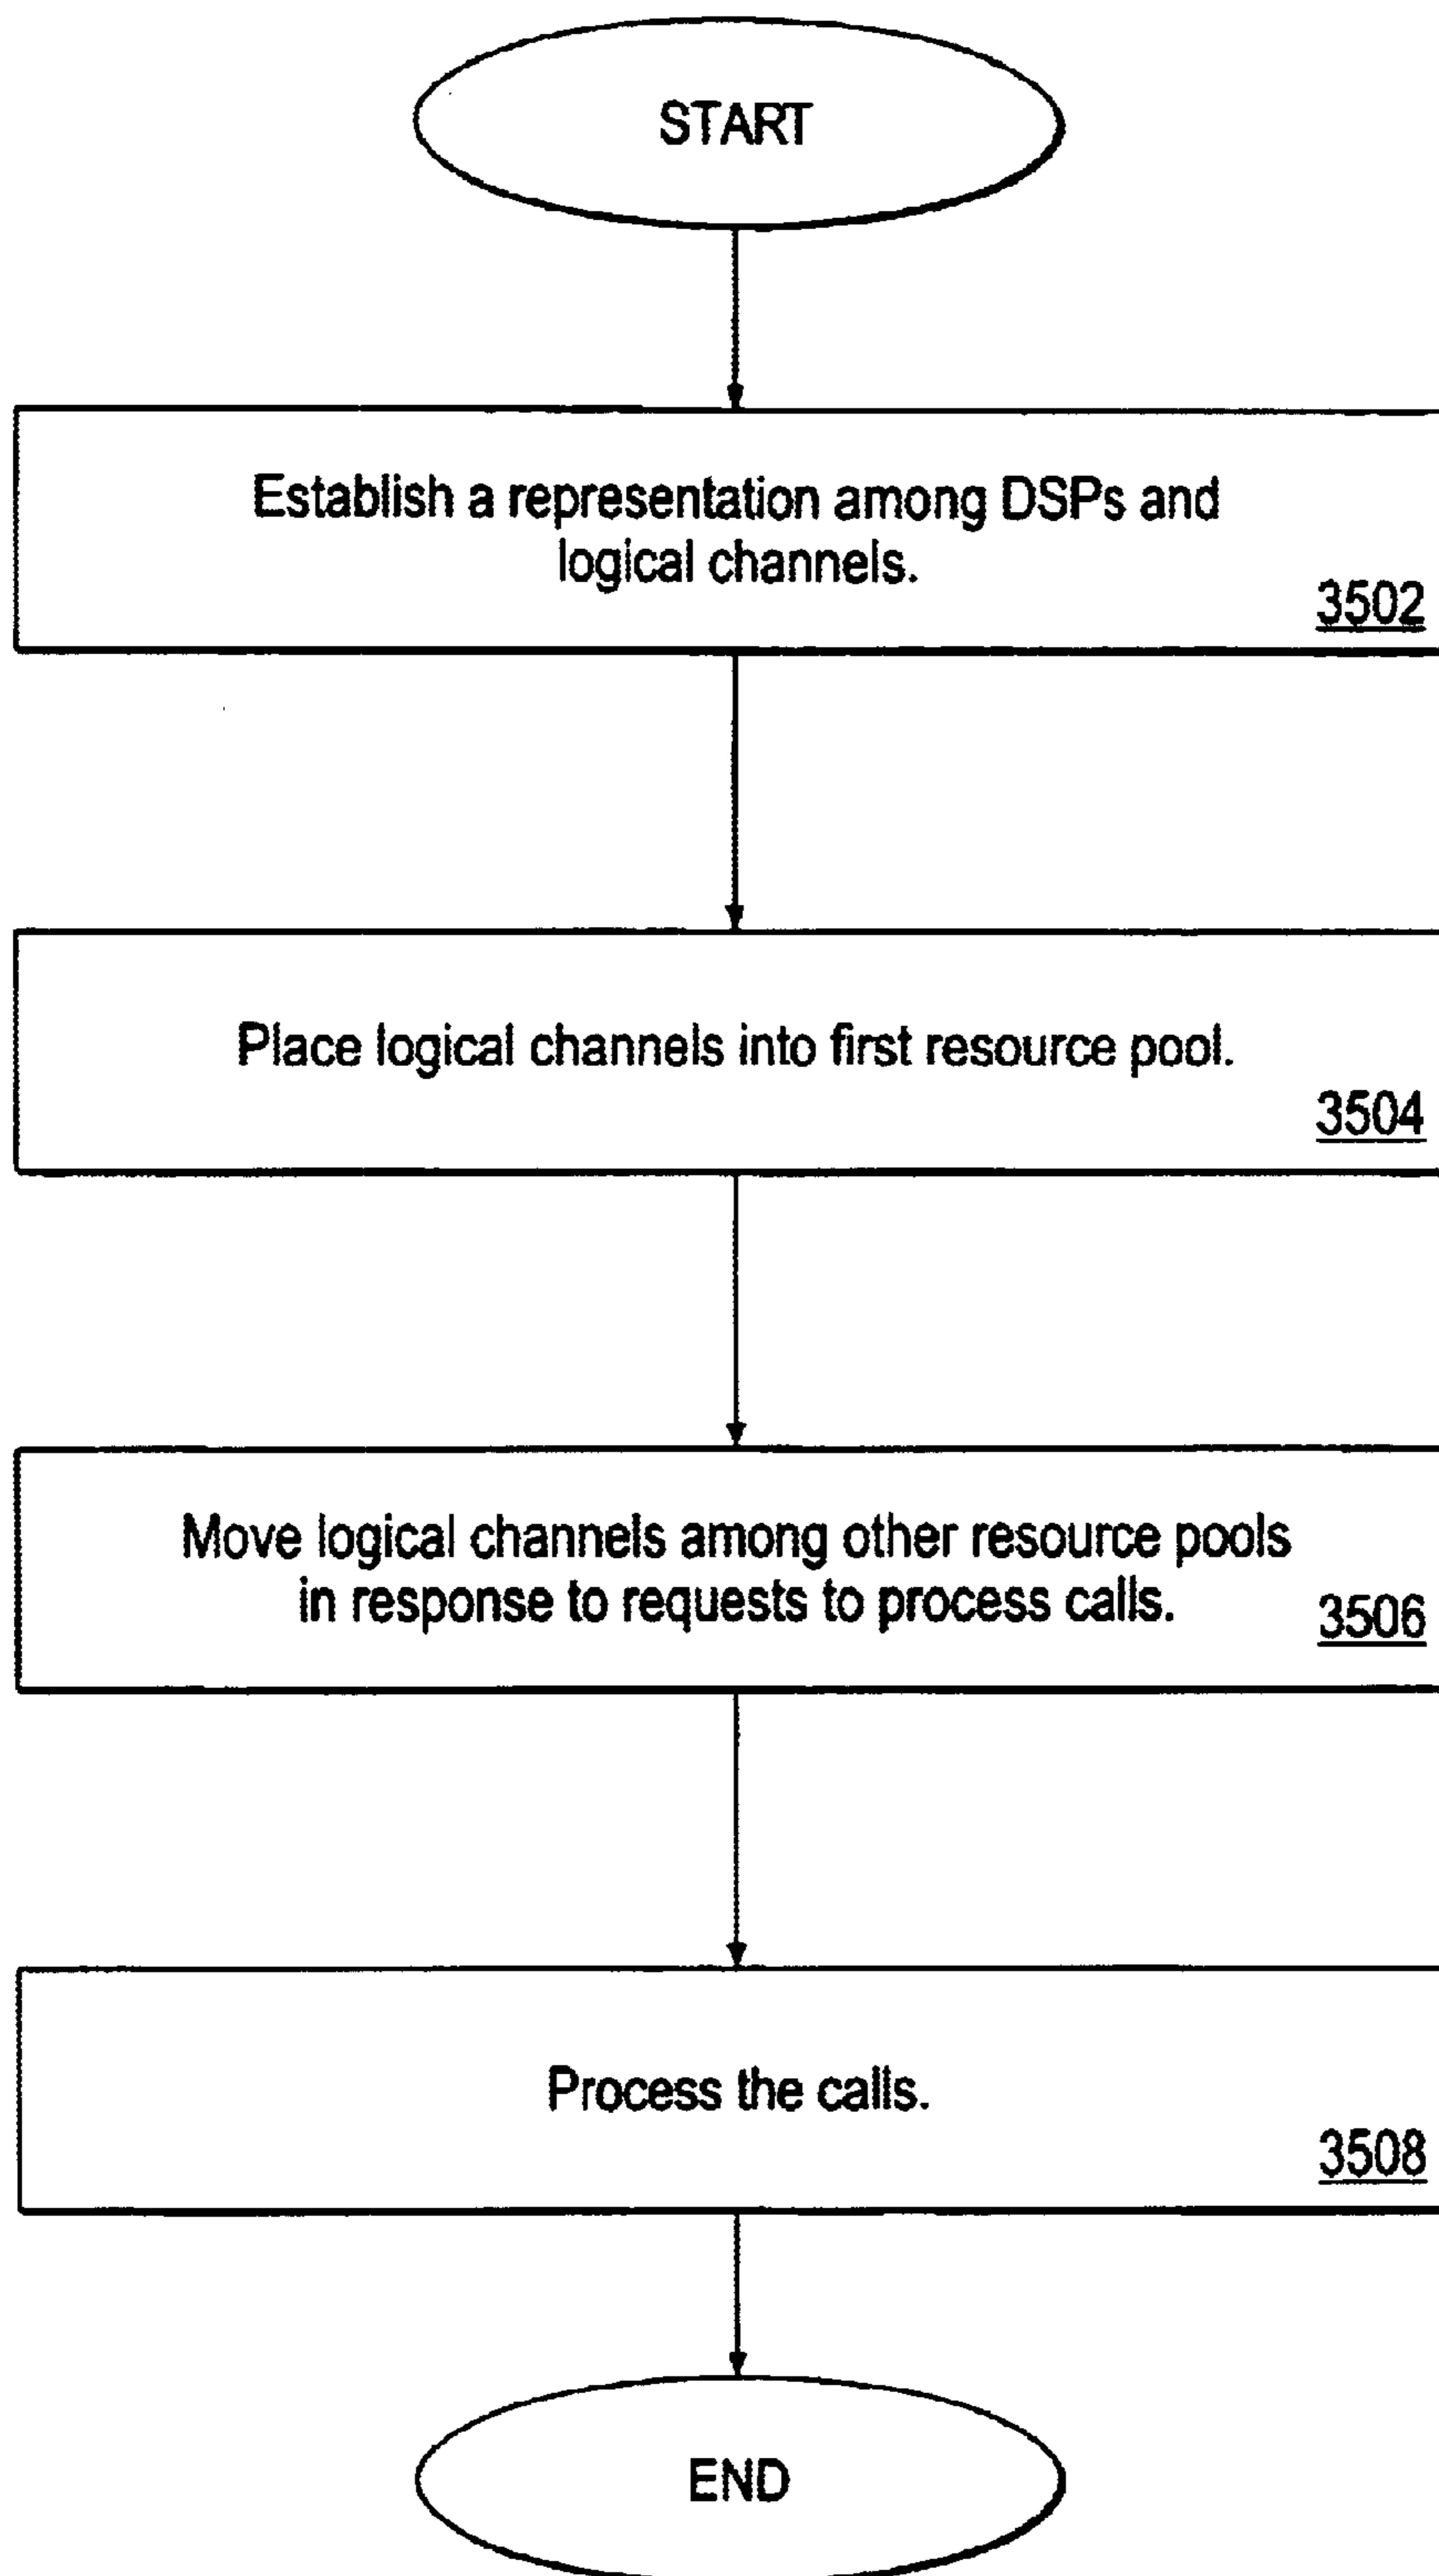 START
Establish a representation among DSPs and
logical channels.
3502
Place logical channels into first resource pool.
3504
Move logical channels among other resource pools
in response to requests to process calls.
3506
Process the calls.
3508
END